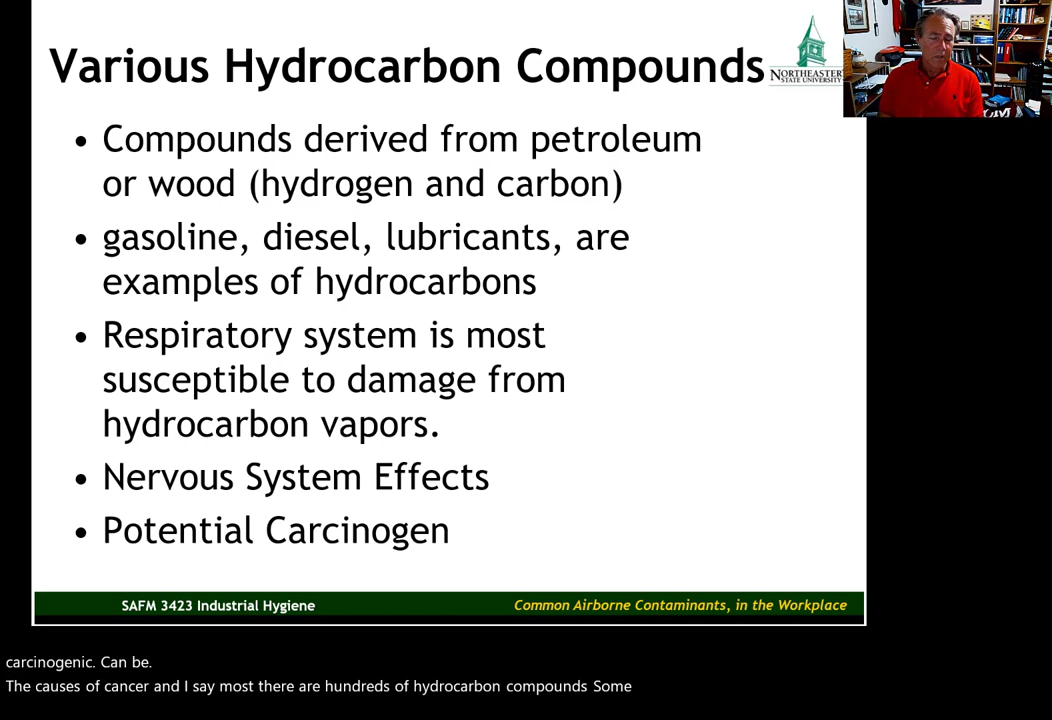 Various Hydrocarbon Compounds
NORTHEASTERN
STATE UNIVERSITY
• Compounds derived from petroleum
or wood (hydrogen and carbon)
• gasoline, diesel, lubricants, are
examples of hydrocarbons
• Respiratory system is most
susceptible to damage from
hydrocarbon vapors.
• Nervous System Effects
• Potential Carcinogen
SAFM 3423 Industrial Hygiene
Common Airborne Contaminants, in the Workplace
carcinogenic. Can be.
The causes of cancer and I say most there are hundreds of hydrocarbon compounds Some